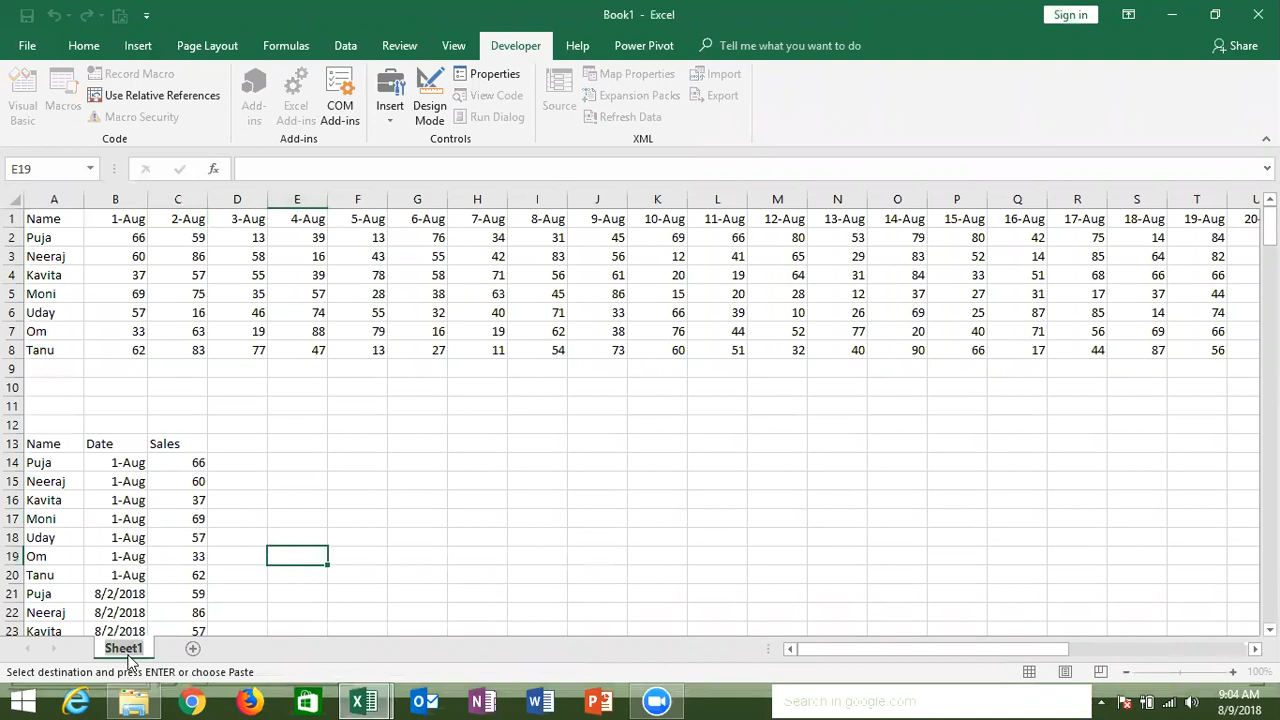 Book1 - Excel
Sign in
File Home Insert Page Layout Formulas Data Review View Developer Help Power Pivot Tell me what you want to do Share
Visual Basic
Macros
Record Macro
Use Relative References
Macro Security
Code
Add-ins
Excel Add-ins
COM Add-ins
Add-ins
Insert
Design Mode
Properties
View Code
Run Dialog
Controls
Source
Map Properties
Expansion Packs
Refresh Data
Import
Export
XML
E19
fx
A B C D E F G H I J K L M N O P Q R S T U
1 Name 1-Aug 2-Aug 3-Aug 4-Aug 5-Aug 6-Aug 7-Aug 8-Aug 9-Aug 10-Aug 11-Aug 12-Aug 13-Aug 14-Aug 15-Aug 16-Aug 17-Aug 18-Aug 19-Aug 20-
2 Puja 66 59 13 39 13 76 34 31 45 69 66 80 53 79 80 42 75 14 84
3 Neeraj 60 86 58 16 43 55 42 83 56 12 41 65 29 83 52 14 85 64 82
4 Kavita 37 57 55 39 78 58 71 56 61 20 19 64 31 84 33 51 68 66 66
5 Moni 69 75 35 57 28 38 63 45 86 15 20 28 12 37 27 31 17 37 44
6 Uday 57 16 46 74 55 32 40 71 33 66 39 10 26 69 25 87 85 14 74
7 Om 33 63 19 88 79 16 19 62 38 76 44 52 77 20 40 71 56 69 66
8 Tanu 62 83 77 47 13 27 11 54 73 60 51 32 40 90 66 17 44 87 56
9
10
11
12
13 Name Date Sales
14 Puja 1-Aug 66
15 Neeraj 1-Aug 60
16 Kavita 1-Aug 37
17 Moni 1-Aug 69
18 Uday 1-Aug 57
19 Om 1-Aug 33
20 Tanu 1-Aug 62
21 Puja 8/2/2018 59
22 Neeraj 8/2/2018 86
23 Kavita 8/2/2018 57
Sheet1
Select destination and press ENTER or choose Paste
100%
Search in google.com
9:04 AM
8/9/2018